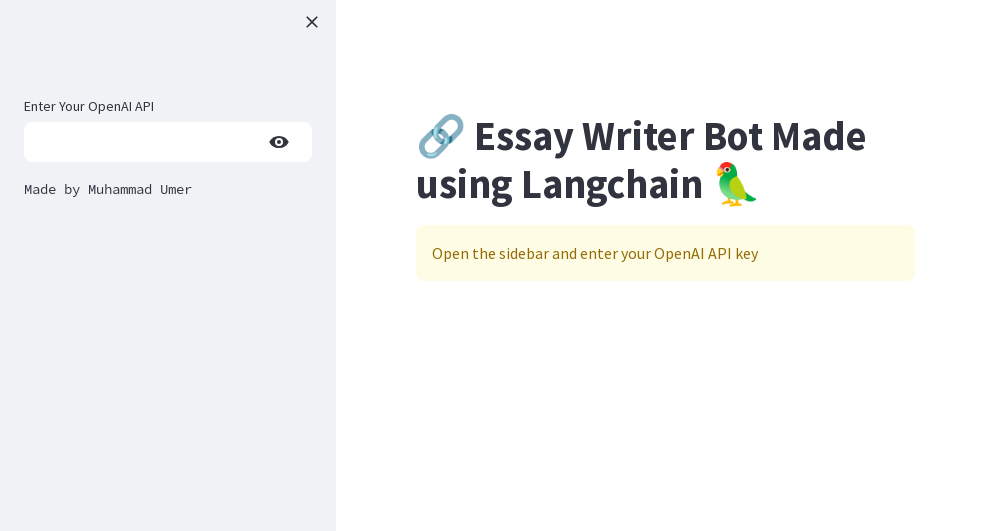 Enter Your OpenAI API
Made by Muhammad Umer
🔗 Essay Writer Bot Made
using Langchain 🦜
Open the sidebar and enter your OpenAI API key